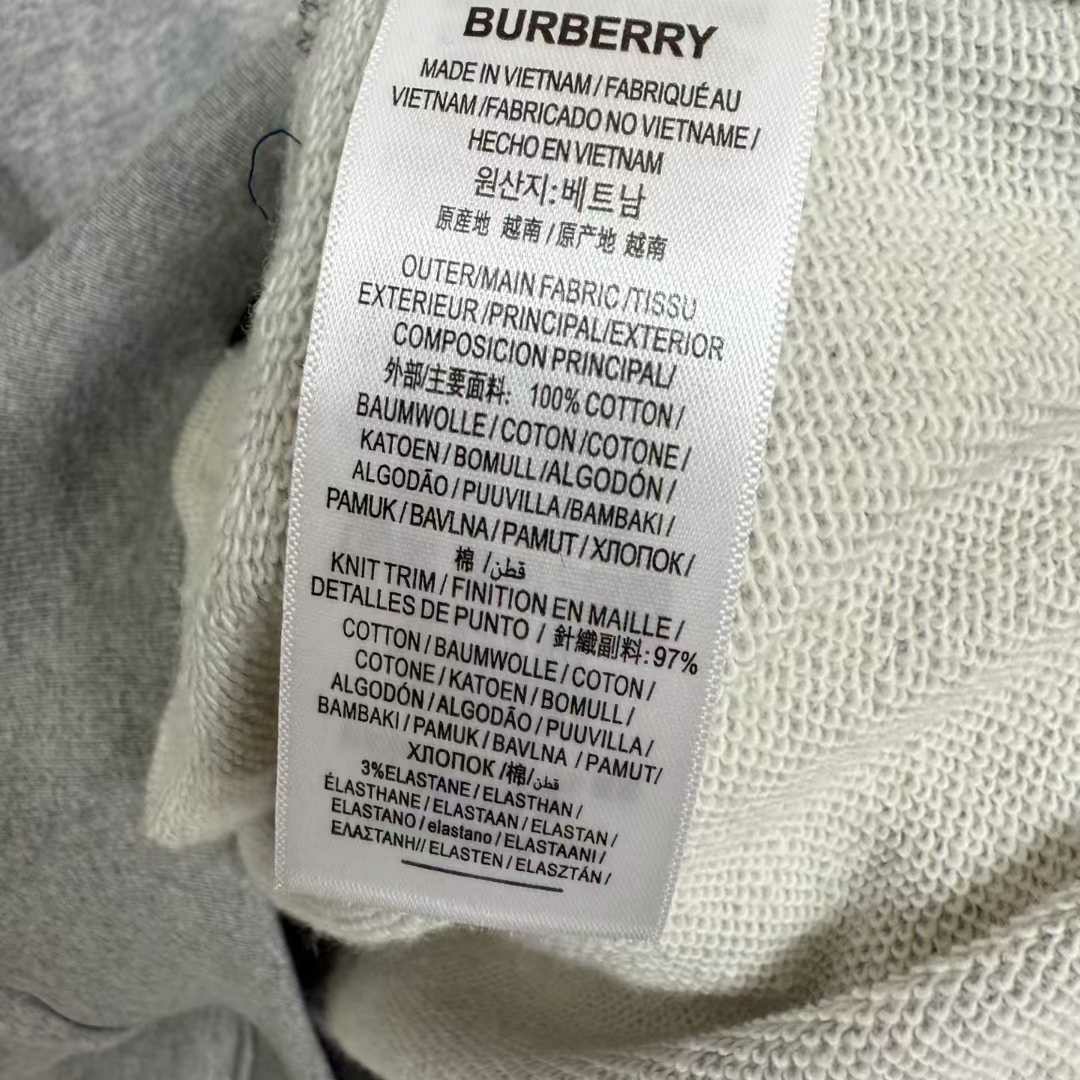 BURBERRY
MADE IN VIETNAM / FABRIQUÉ AU
VIETNAM /FABRICADO NO VIETNAME /
HECHO EN VIETNAM
원산지:베트남
原産地 越南 / 原产地 越南
OUTER/MAIN FABRIC /TISSU
EXTERIEUR /PRINCIPAL/EXTERIOR
COMPOSICION PRINCIPAL/
外部/主要面料: 100% COTTON /
BAUMWOLLE / COTON /COTONE /
KATOEN / BOMULL /ALGODÓN /
ALGODÃO / PUUVILLA /BAMBAKI /
PAMUK / BAVLNA / PAMUT / ХЛОПОК /
棉 /قطن
KNIT TRIM / FINITION EN MAILLE /
DETALLES DE PUNTO / 針織副料: 97%
COTTON / BAUMWOLLE / COTON /
COTONE / KATOEN / BOMULL /
ALGODÓN / ALGODÃO / PUUVILLA /
BAMBAKI / PAMUK / BAVLNA / PAMUT/
ХЛОПОК /棉/قطن
3%ELASTANE / ELASTHAN /
ÉLASTHANE / ELASTAAN / ELASTAN /
ELASTANO / elastano / ELASTAANI /
ΕΛΑΣΤΑΝΗ// ELASTEN / ELASZTÁN /